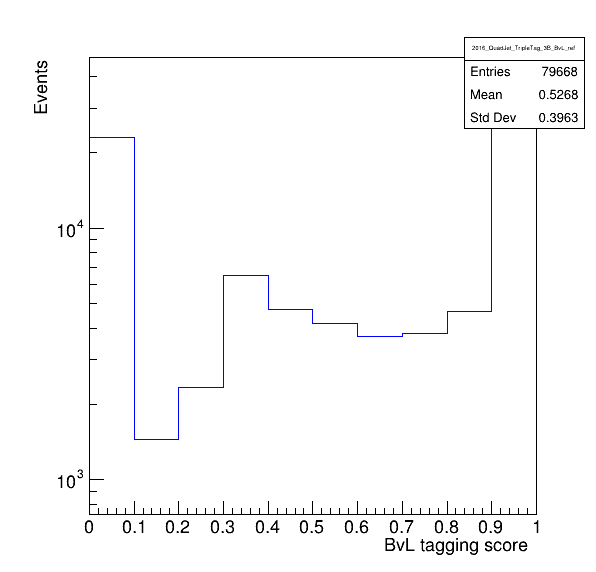 2016_QuadJet_TripleTag_3B_BvL_ref
Entries 79668
Mean 0.5268
Std Dev 0.3963
Events
10^4
10^3
0 0.1 0.2 0.3 0.4 0.5 0.6 0.7 0.8 0.9 1
BvL tagging score